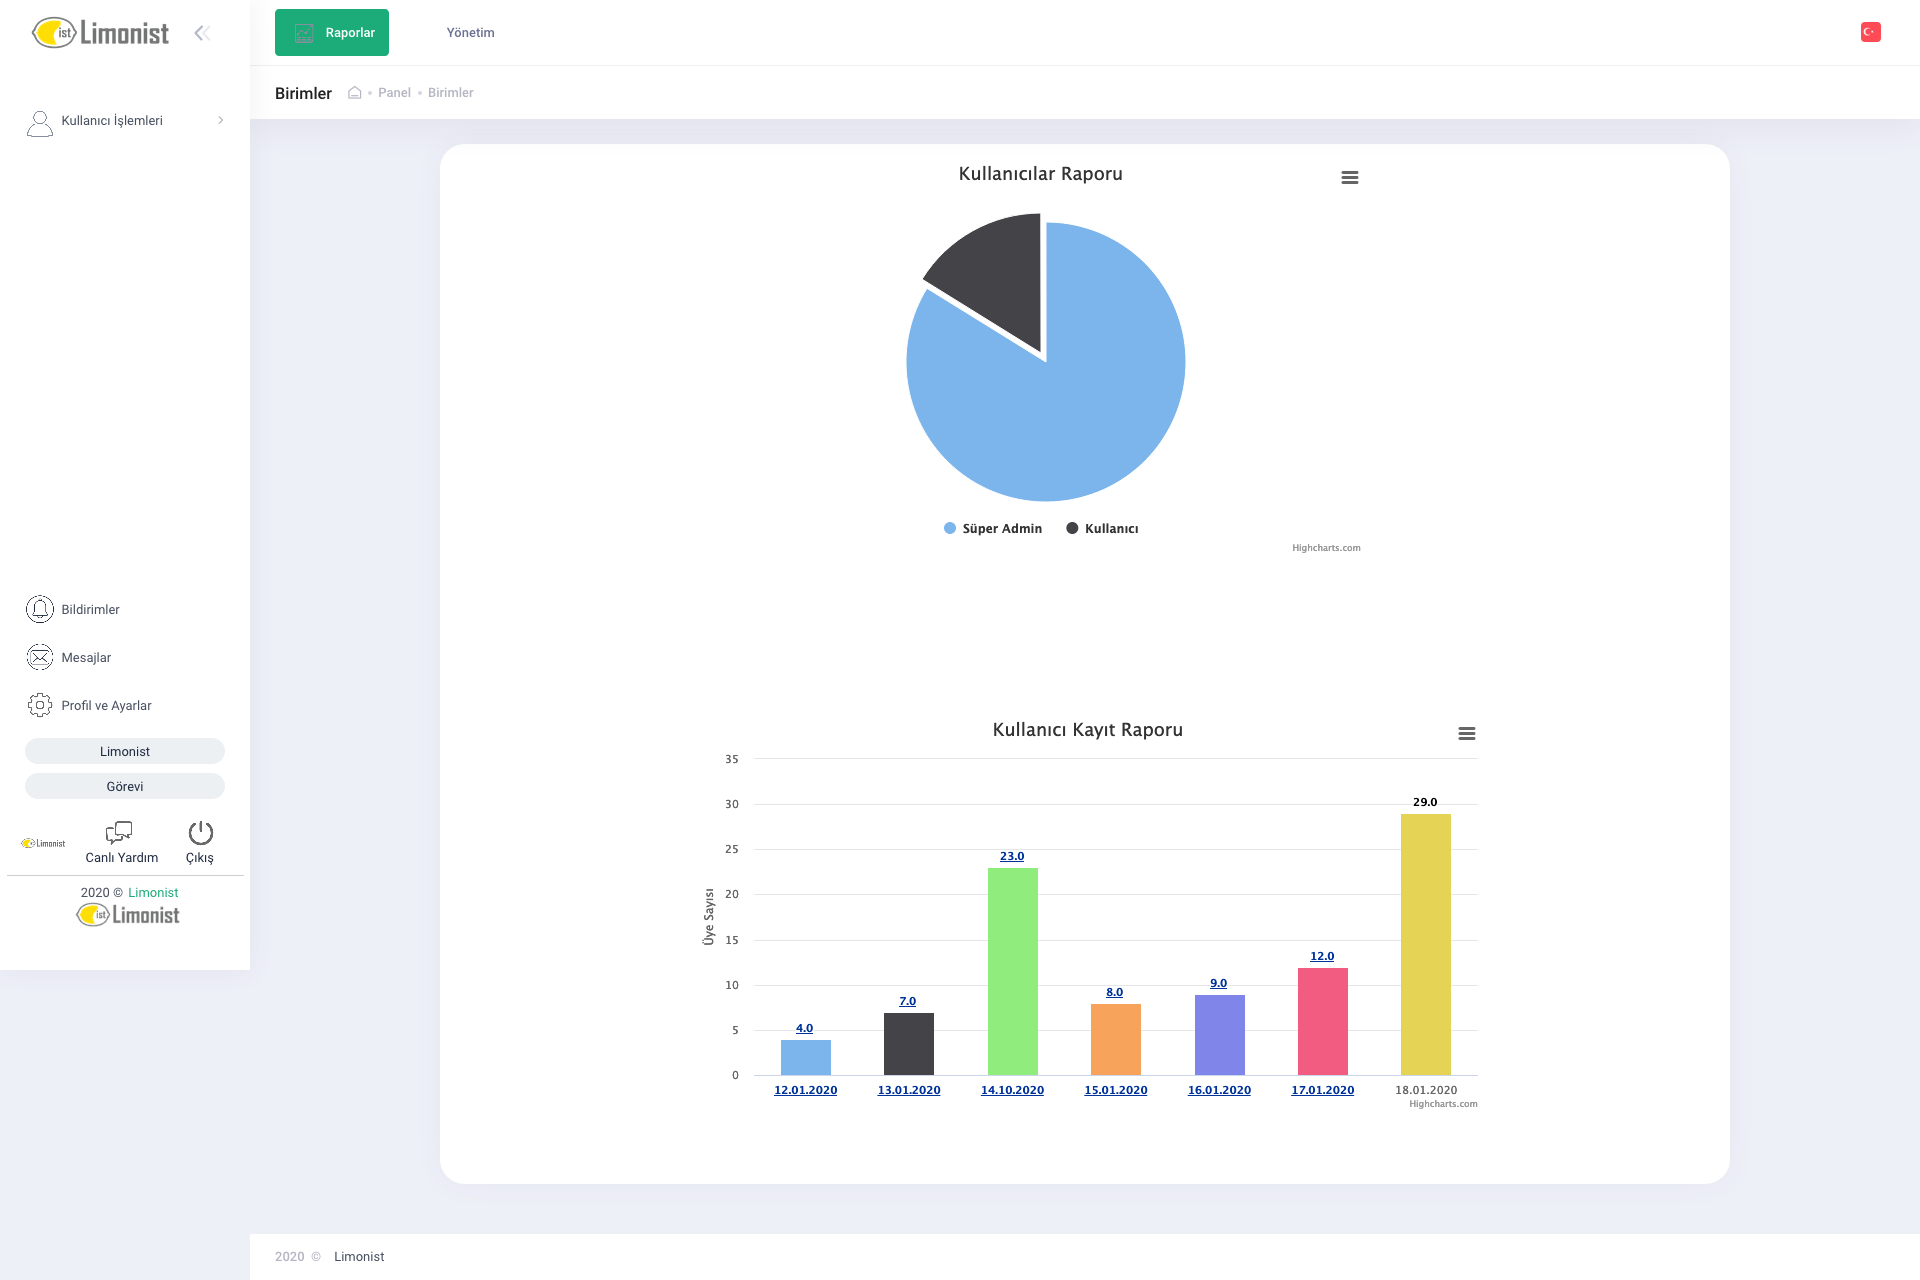 ist Limonist
Raporlar
Yönetim
Birimler
Panel
Birimler
Kullanıcı İşlemleri
Kullanıcılar Raporu
Süper Admin
Kullanıcı
Highcharts.com
Bildirimler
Mesajlar
Profil ve Ayarlar
Limonist
Görevi
Limonist
Canlı Yardım
Çıkış
2020 © Limonist
ist Limonist
Kullanıcı Kayıt Raporu
Üye Sayısı
35
30
25
20
15
10
5
0
4.0
7.0
23.0
8.0
9.0
12.0
29.0
12.01.2020
13.01.2020
14.10.2020
15.01.2020
16.01.2020
17.01.2020
18.01.2020
Highcharts.com
2020 © Limonist